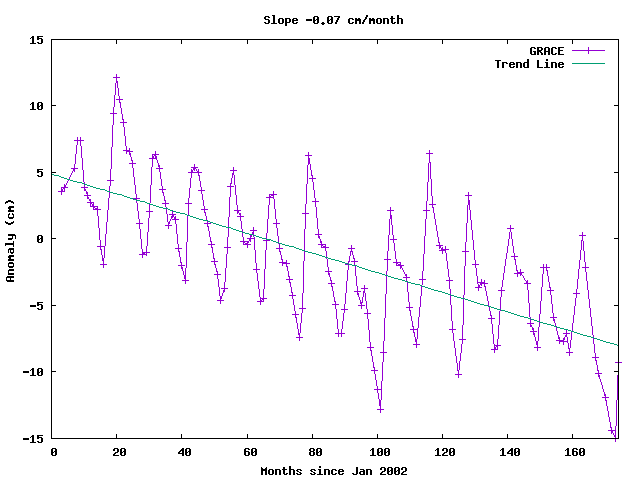 Slope -0.07 cm/month
GRACE
Trend Line
Anomaly (cm)
15
10
5
0
-5
-10
-15
0 20 40 60 80 100 120 140 160
Months since Jan 2002